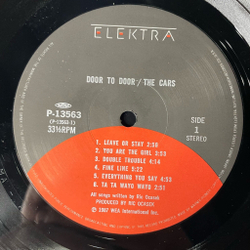 ELEKTRA
DOOR TO DOOR/THE CARS
P-13563
(P-13563-1)
33⅓RPM
SIDE
1
STEREO
1. LEAVE OR STAY 2:58
2. YOU ARE THE GIRL 3:53
3. DOUBLE TROUBLE 4:14
4. FINE LINE 5:22
5. EVERYTHING YOU SAY 4:53
6. TA TA WAYO WAYO 2:51
All songs written by Ric Ocasek
PRODUCED BY RIC OCASEK
℗ 1987 WEA International Inc.